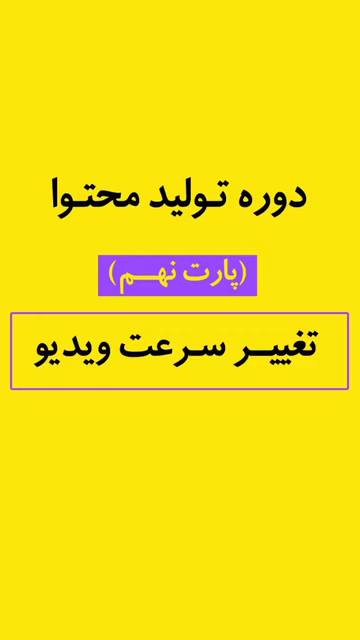 دوره تولید محتوا
(پارت نهم)
تغییر سرعت ویدیو